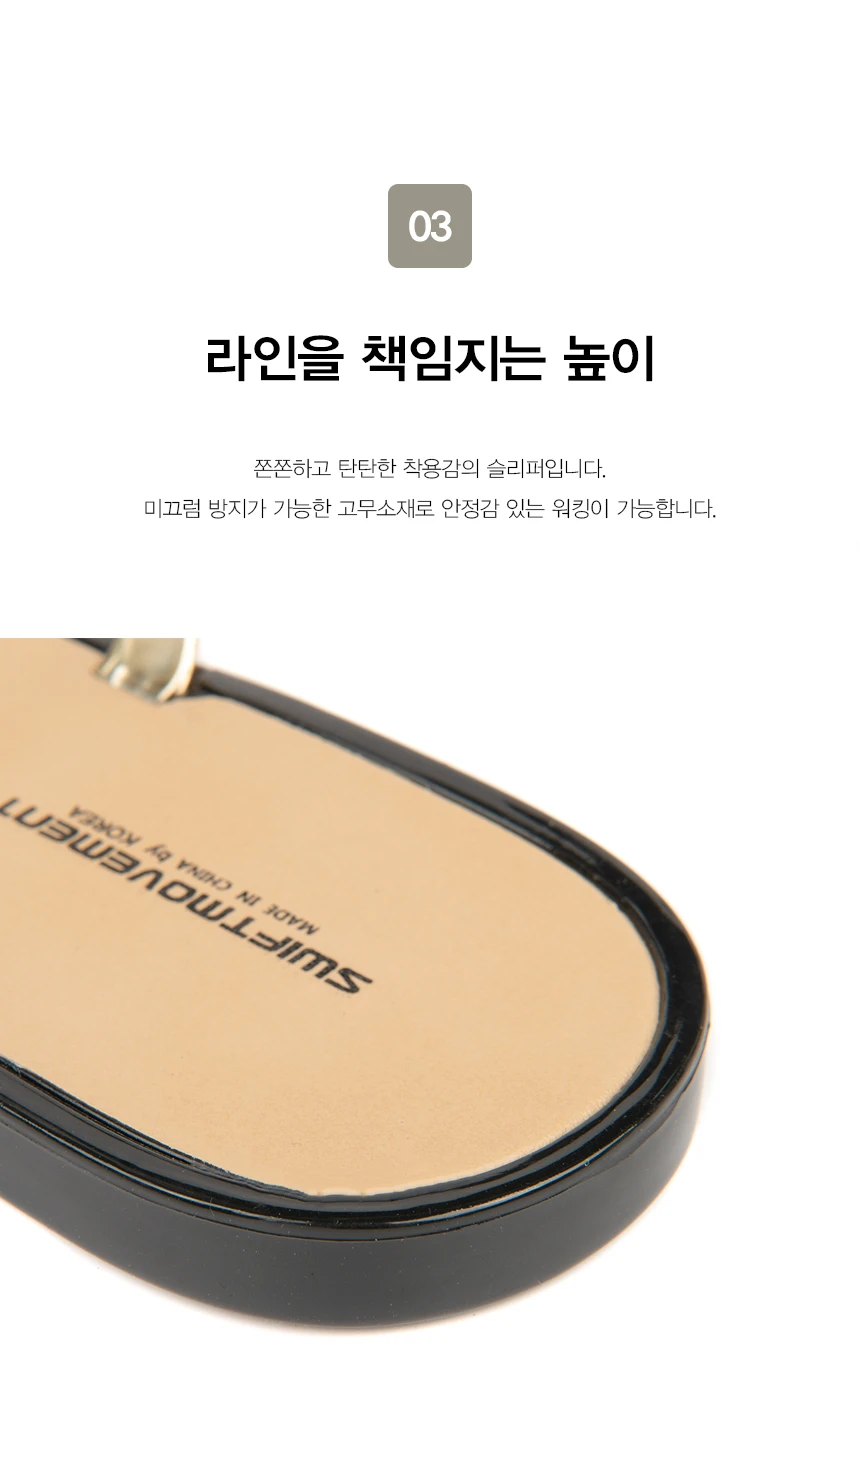 03
라인을 책임지는 높이
쫀쫀하고 탄탄한 착용감의 슬리퍼입니다.
미끄럼 방지가 가능한 고무소재로 안정감 있는 워킹이 가능합니다.
SWIFTMOVEMENT
MADE IN CHINA by KOREA